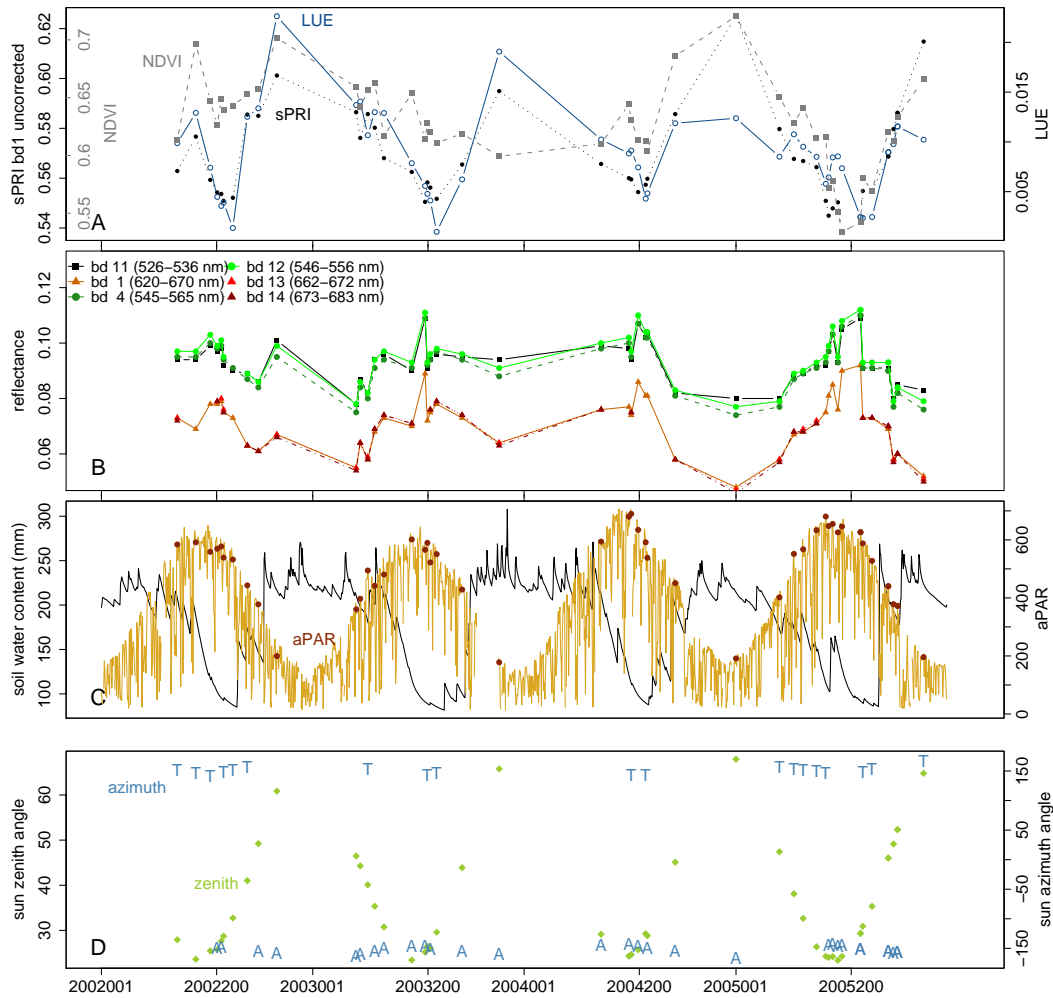 LUE
NDVI
sPRI
A
sPRI bd1 uncorrected
0.54 0.56 0.58 0.60 0.62
NDVI
0.55 0.6 0.65 0.7
LUE
0.005 0.015
bd 11 (526−536 nm)
bd 12 (546−556 nm)
bd 1 (620−670 nm)
bd 13 (662−672 nm)
bd 4 (545−565 nm)
bd 14 (673−683 nm)
B
reflectance
0.06 0.08 0.10 0.12
aPAR
C
soil water content (mm)
100 150 200 250 300
aPAR
0 200 400 600
T T T T T T T T T T T T T T T T T T T
azimuth
zenith
A A A A A A A A A A A A A A A A A A A A A A A A A A
D
sun zenith angle
30 40 50 60
sun azimuth angle
−150 −50 50 150
2002001 2002200 2003001 2003200 2004001 2004200 2005001 2005200